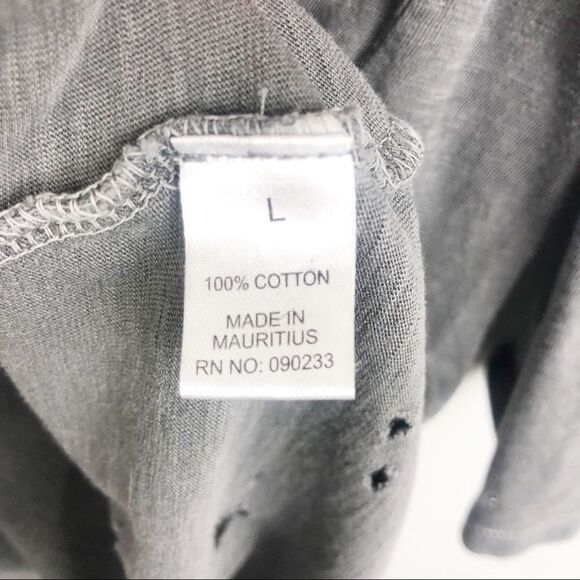 L
100% COTTON
MADE IN
MAURITIUS
RN NO: 090233